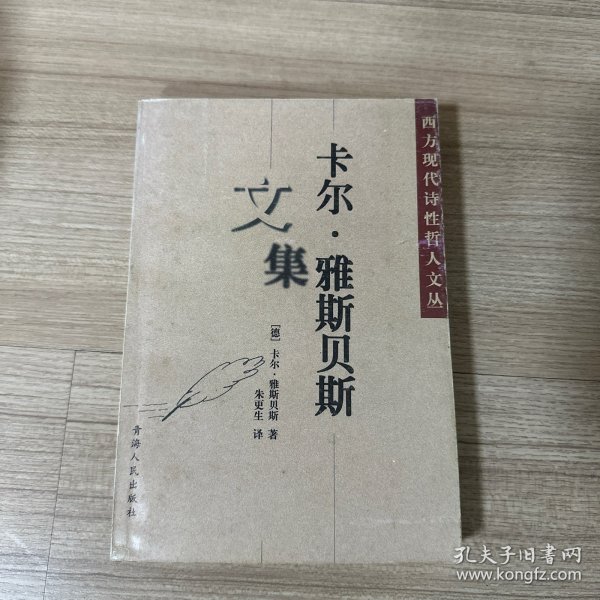 西方现代诗性哲人文丛
卡尔·雅斯贝斯
文集
[德] 卡尔·雅斯贝斯 著
朱更生 译
青海人民出版社
孔夫子旧书网
www.kongfz.com